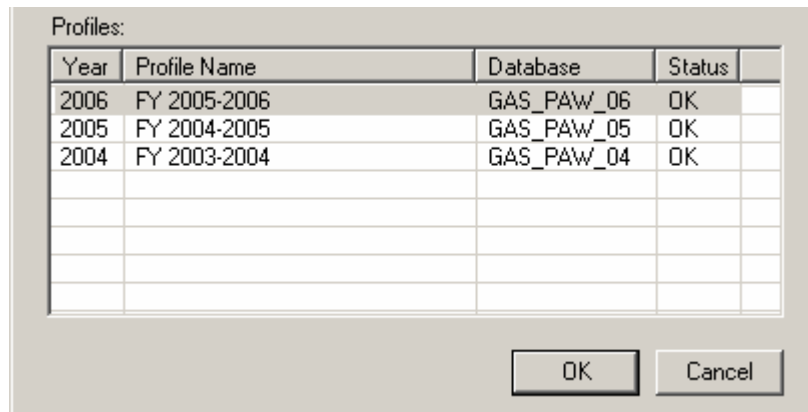 Profiles:
Year Profile Name Database Status
2006 FY 2005-2006 GAS_PAW_06 OK
2005 FY 2004-2005 GAS_PAW_05 OK
2004 FY 2003-2004 GAS_PAW_04 OK
OK Cancel